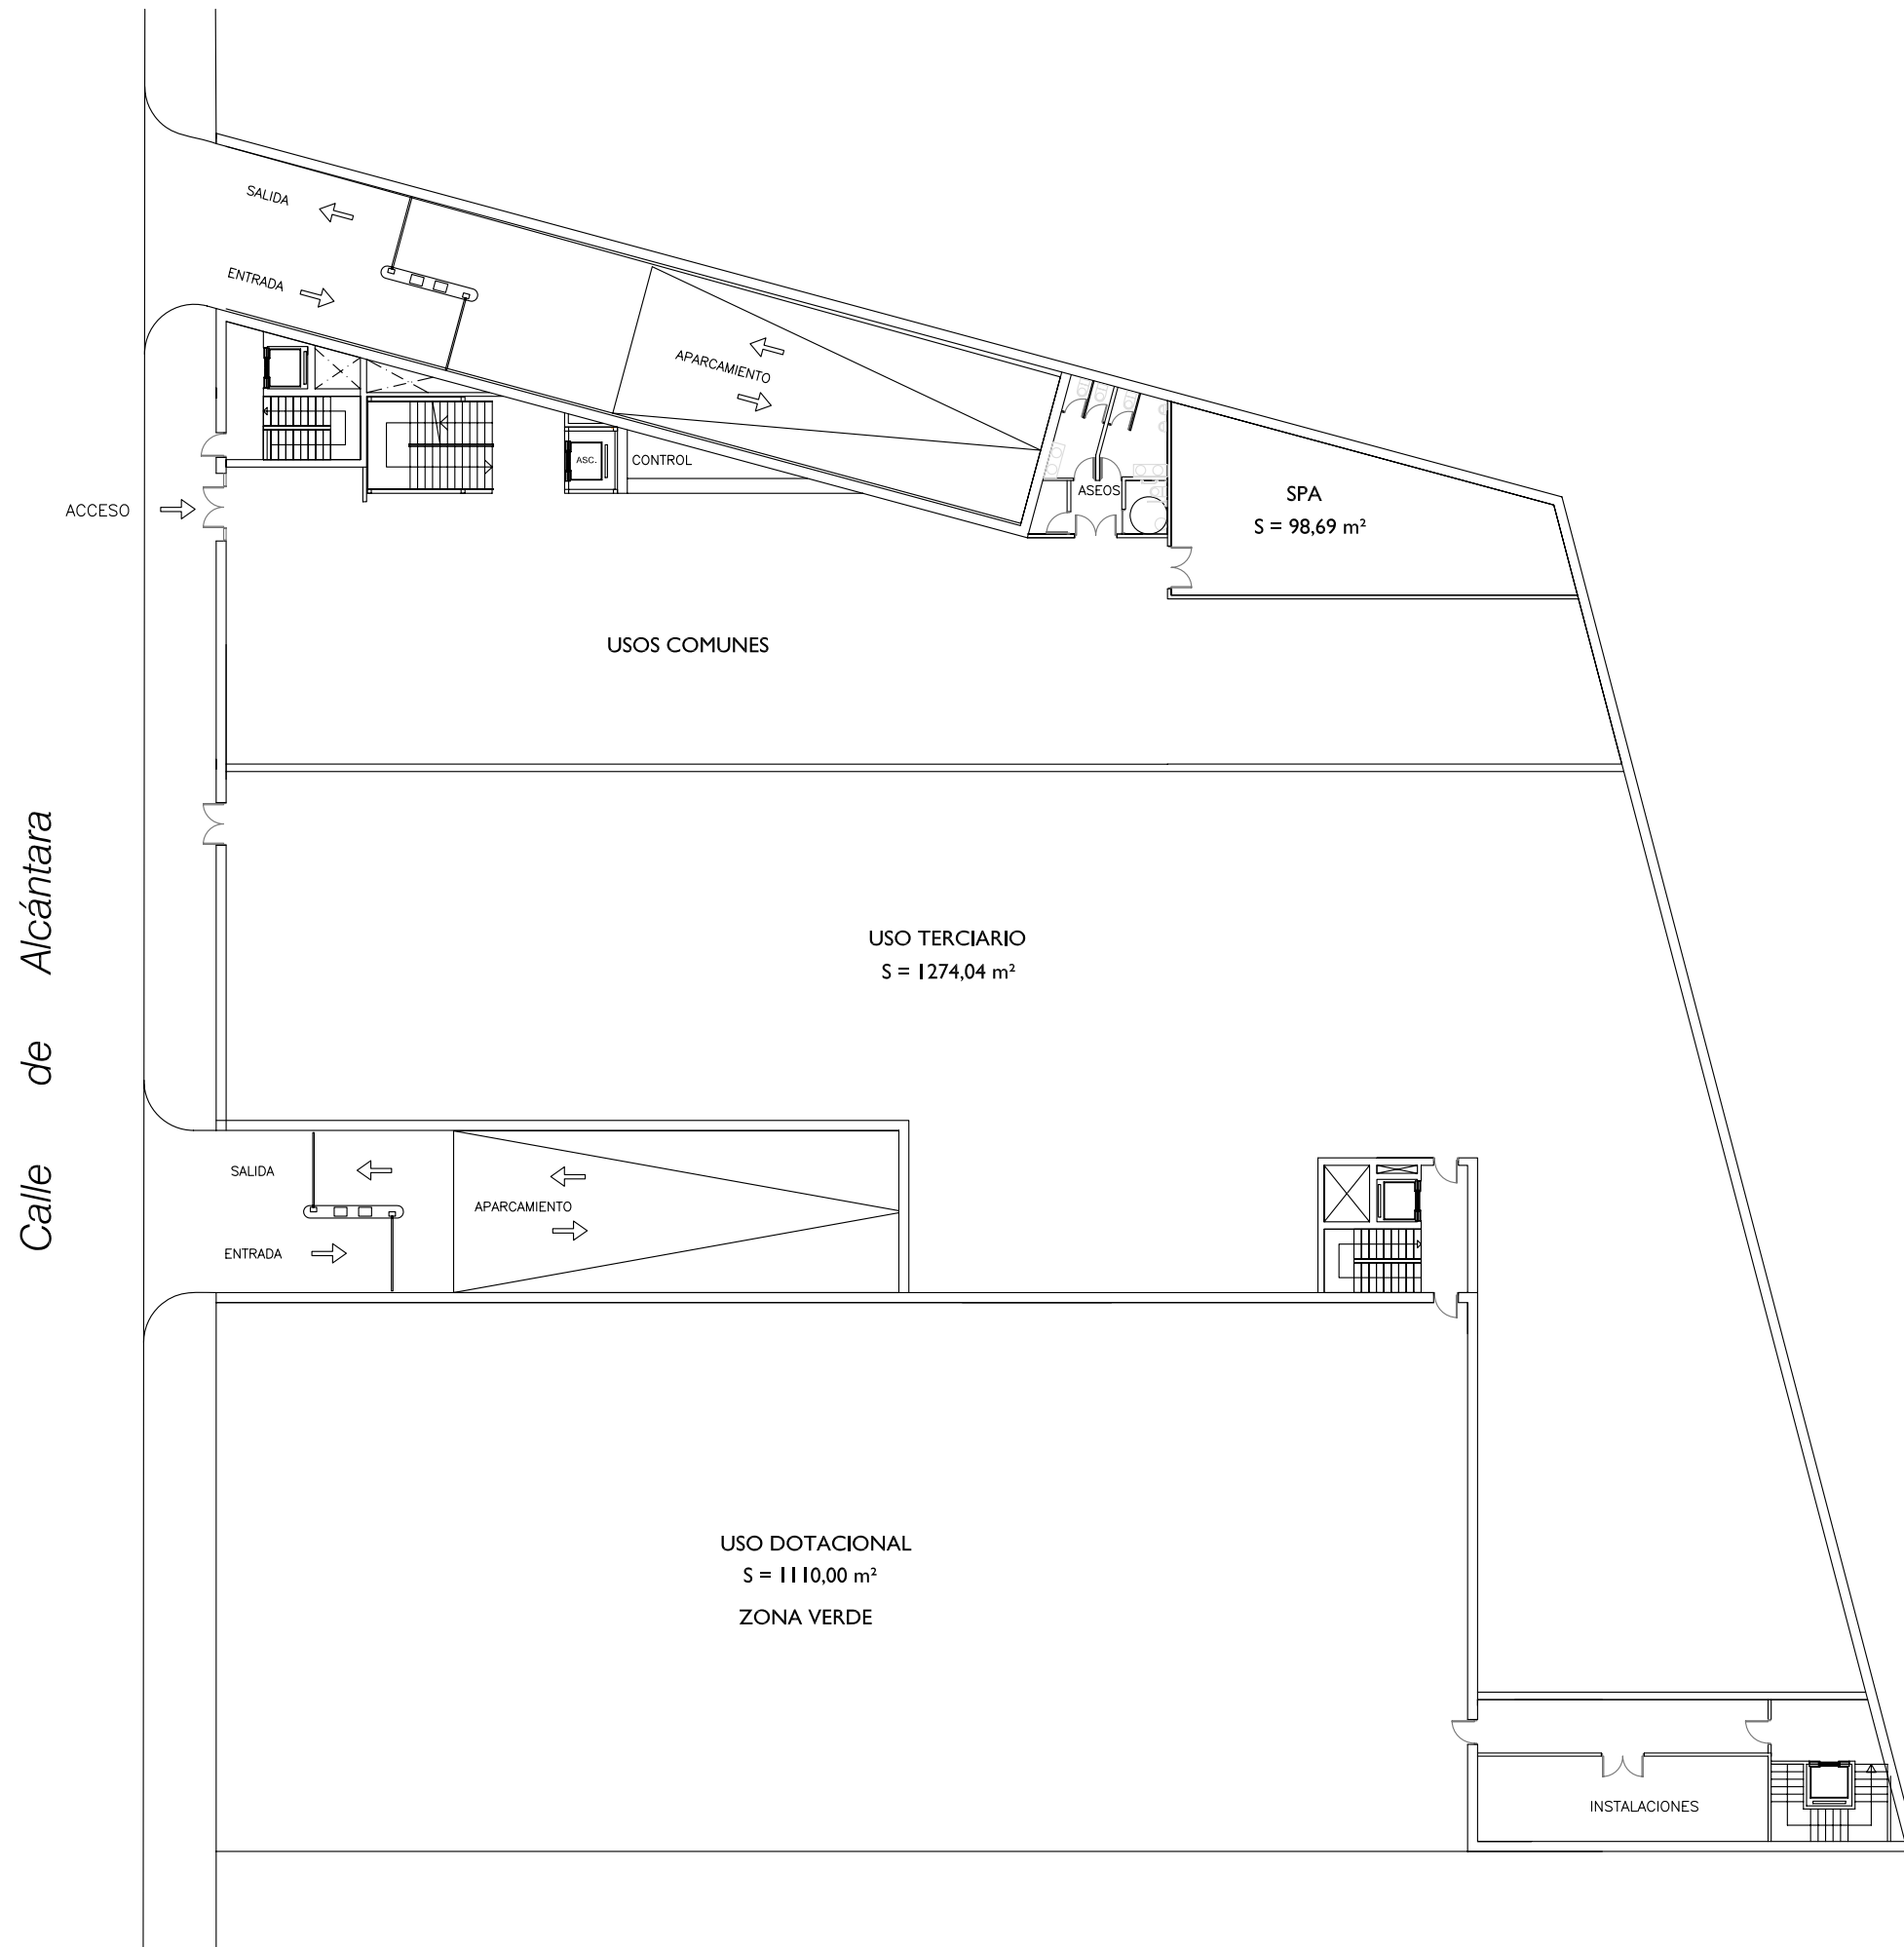 SALIDA
ENTRADA
APARCAMIENTO
ASC.
CONTROL
ASEOS
ACCESO
SPA
S = 98,69 m²
USOS COMUNES
Calle de Alcántara
USO TERCIARIO
S = 1274,04 m²
SALIDA
APARCAMIENTO
ENTRADA
USO DOTACIONAL
S = 1110,00 m²
ZONA VERDE
INSTALACIONES